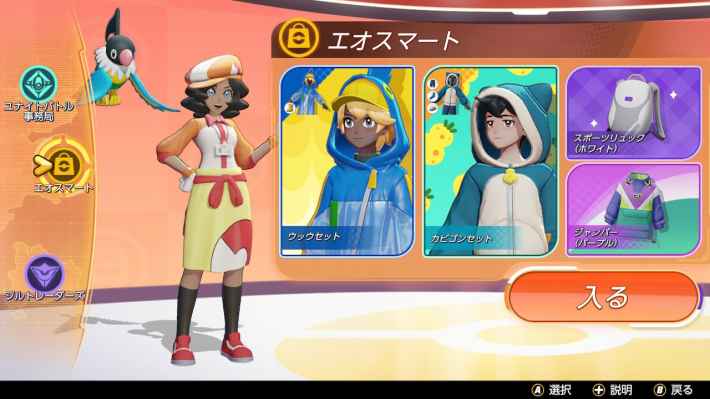 エオスマート
ユナイトバトル
事務局
エオスマート
ジルトレーダーズ
ウッウセット
カビゴンセット
スポーツリュック
(ホワイト)
ジャンパー
(パープル)
入る
A 選択
説明
B 戻る